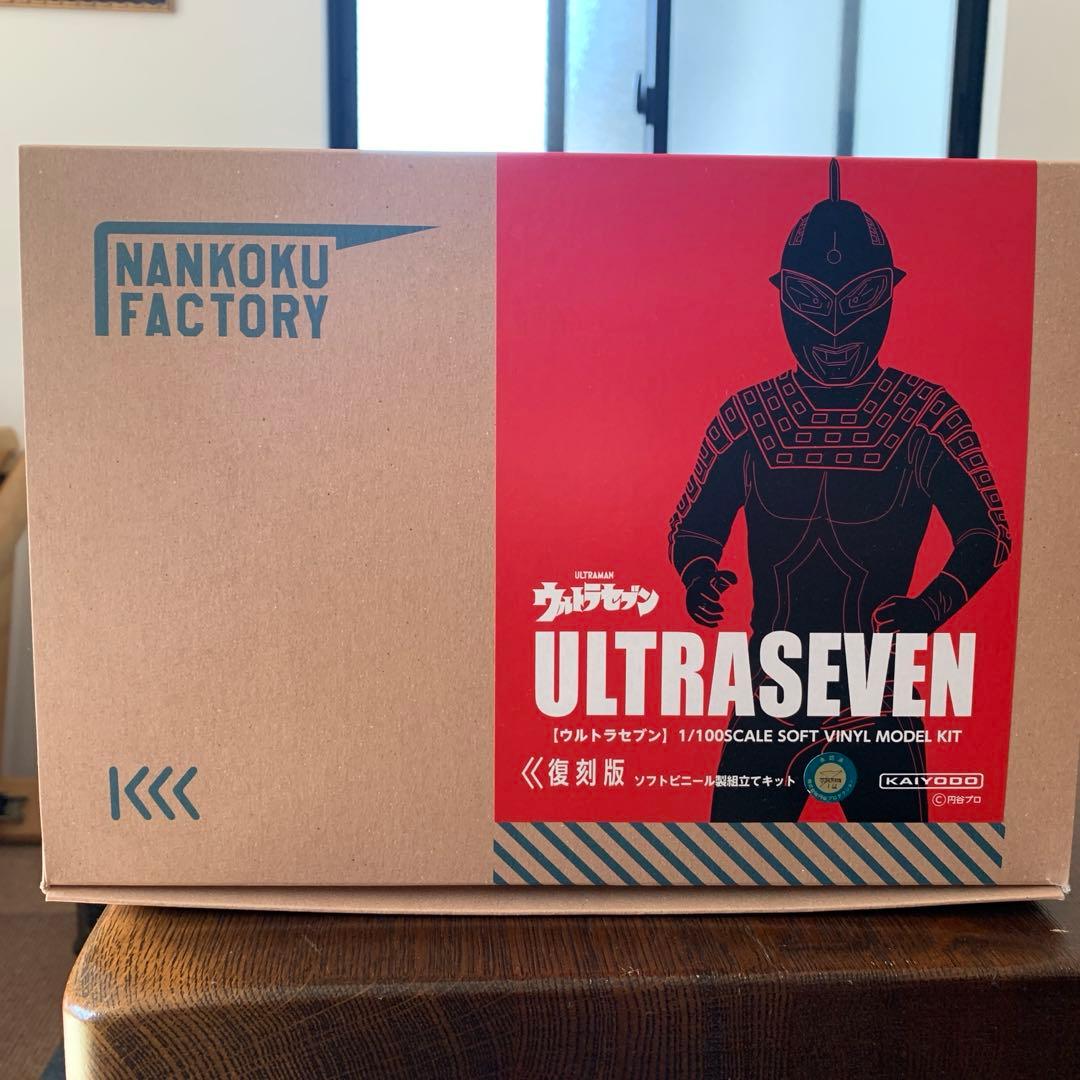 NANKOKU
FACTORY
ULTRAMAN
ウルトラセブン
ULTRASEVEN
【ウルトラセブン】1/100SCALE SOFT VINYL MODEL KIT
復刻版 ソフトビニール製組立てキット
KAIYODO
©円谷プロ